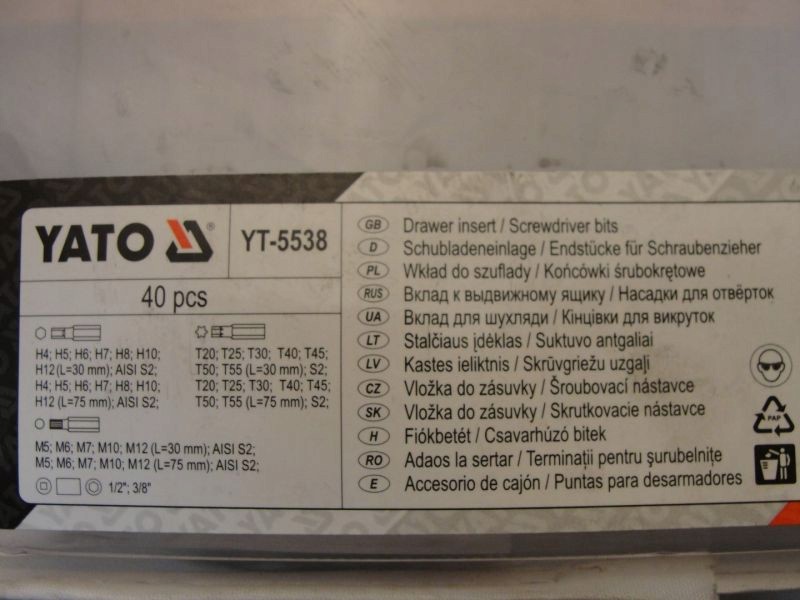 YATO ®
YT-5538
40 pcs
H4; H5; H6; H7; H8; H10;
H12 (L=30 mm); AISI S2;
H4; H5; H6; H7; H8; H10;
H12 (L=75 mm); AISI S2;
T20; T25; T30; T40; T45;
T50; T55 (L=30 mm); S2;
T20; T25; T30; T40; T45;
T50; T55 (L=75 mm); S2;
M5; M6; M7; M10; M12 (L=30 mm); AISI S2;
M5; M6; M7; M10; M12 (L=75 mm); AISI S2;
1/2"; 3/8"
GB Drawer insert / Screwdriver bits
D Schubladeneinlage / Endstücke für Schraubenzieher
PL Wkład do szuflady / Końcówki śrubokrętowe
RUS Вклад к выдвижному ящику / Насадки для отвёрток
UA Вклад для шухляди / Кінцівки для викруток
LT Stalčiaus įdėklas / Suktuvo antgaliai
LV Kastes ieliktnis / Skrūvgriežu uzgaļi
CZ Vložka do zásuvky / Šroubovací nástavce
SK Vložka do zásuvky / Skrutkovacie nástavce
H Fiókbetét / Csavarhúzó bitek
RO Adaos la sertar / Terminații pentru șurubelnițe
E Accesorio de cajón / Puntas para desarmadores
PAP